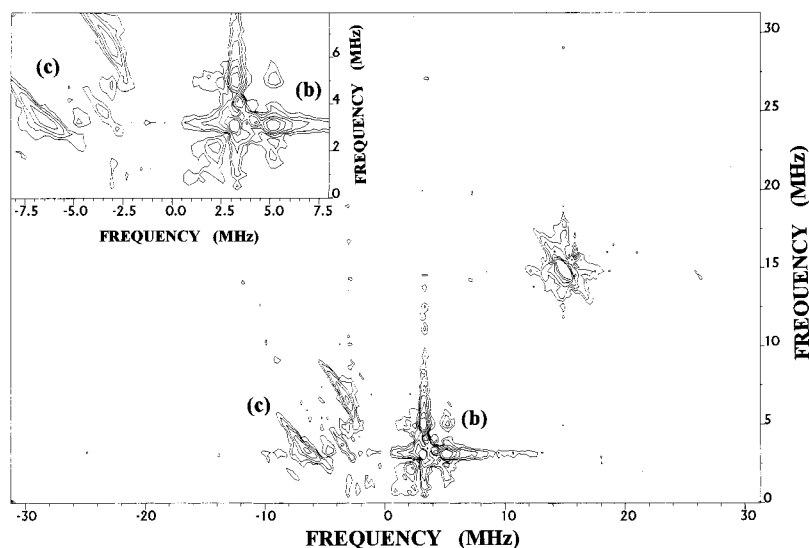 (c)
(b)
.6
.4
.2
0
FREQUENCY (MHz)
-7.5 -5.0 -2.5 0.0 2.5 5.0 7.5
FREQUENCY (MHz)
30
25
20
15
10
5
0
FREQUENCY (MHz)
(c)
(b)
-30 -20 -10 0 10 20 30
FREQUENCY (MHz)